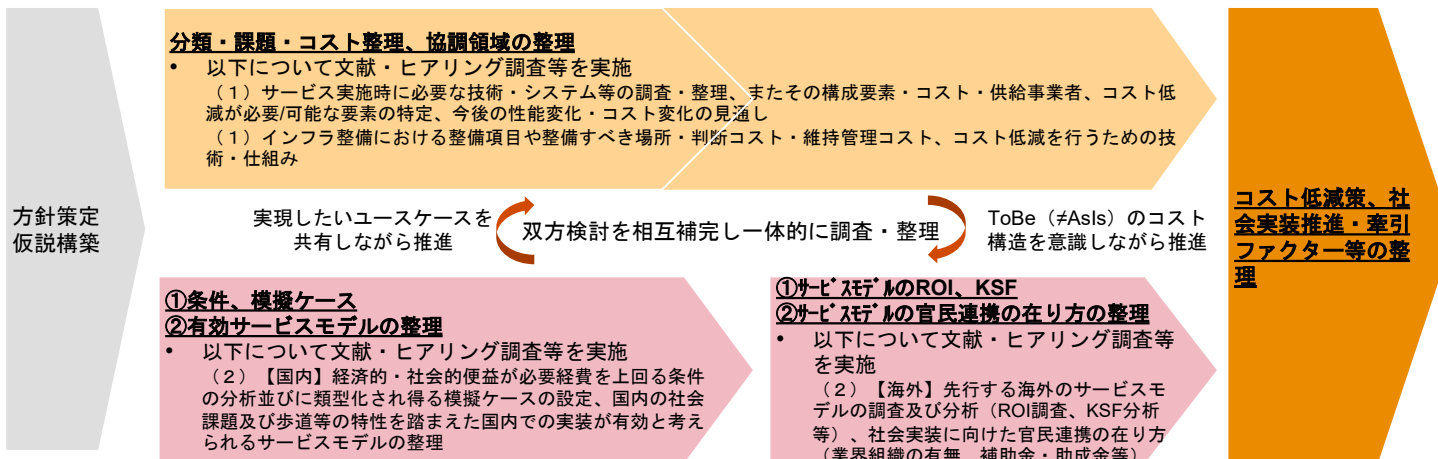 方針策定
仮説構築
分類・課題・コスト整理、協調領域の整理
• 以下について文献・ヒアリング調査等を実施
（１）サービス実施時に必要な技術・システム等の調査・整理、またその構成要素・コスト・供給事業者、コスト低
減が必要/可能な要素の特定、今後の性能変化・コスト変化の見通し
（１）インフラ整備における整備項目や整備すべき場所・判断コスト・維持管理コスト、コスト低減を行うための技
術・仕組み
実現したいユースケースを
共有しながら推進
双方検討を相互補完し一体的に調査・整理
ToBe（≠AsIs）のコスト
構造を意識しながら推進
①条件、模擬ケース
②有効サービスモデルの整理
• 以下について文献・ヒアリング調査等を実施
（２）【国内】経済的・社会的便益が必要経費を上回る条件
の分析並びに類型化され得る模擬ケースの設定、国内の社会
課題及び歩道等の特性を踏まえた国内での実装が有効と考え
られるサービスモデルの整理
①ｻｰﾋﾞｽﾓﾃﾞﾙのROI、KSF
②ｻｰﾋﾞｽﾓﾃﾞﾙの官民連携の在り方の整理
• 以下について文献・ヒアリング調査等
を実施
（２）【海外】先行する海外のサービスモ
デルの調査及び分析（ROI調査、KSF分析
等）、社会実装に向けた官民連携の在り方
（業界組織の有無、補助金・助成金等）
コスト低減策、社
会実装推進・牽引
ファクター等の整
理